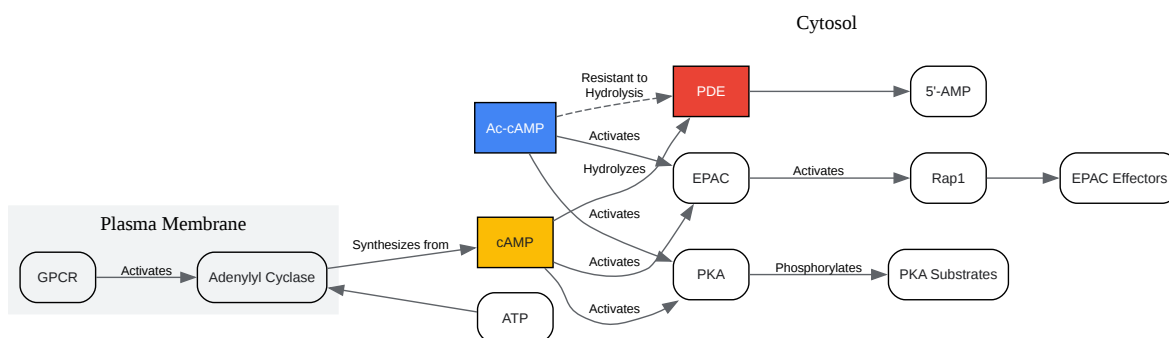 Cytosol
Resistant to
Hydrolysis
PDE
5'-AMP
Ac-cAMP
Activates
Hydrolyzes
EPAC
Activates
Rap1
EPAC Effectors
Plasma Membrane
Activates
cAMP
Synthesizes from
GPCR
Activates
Adenylyl Cyclase
Activates
PKA
Phosphorylates
PKA Substrates
Activates
ATP